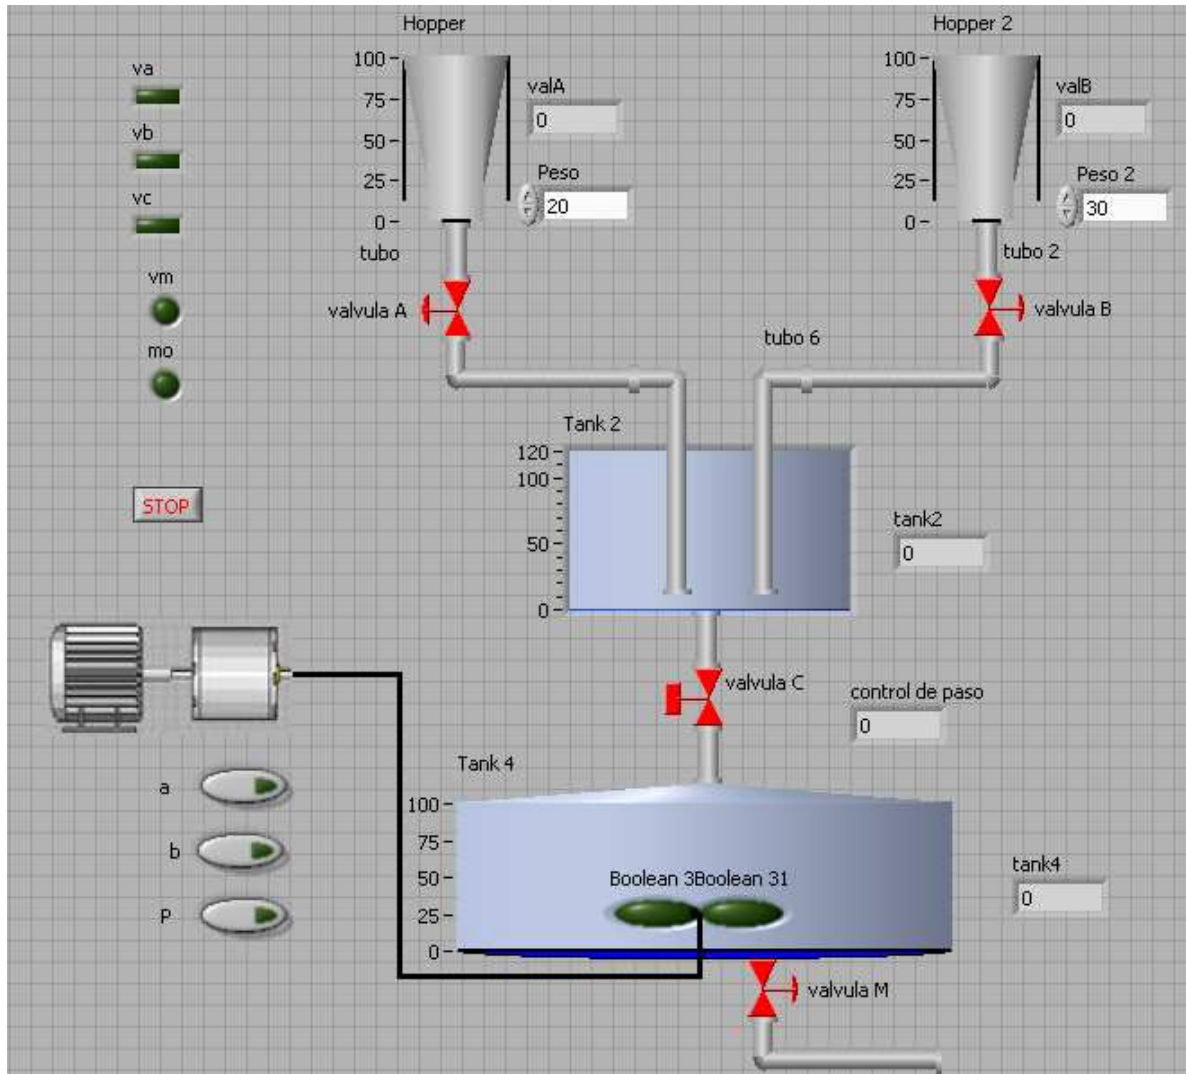 Hopper
Hopper 2
100
75
50
25
0
100
75
50
25
0
va
vb
vc
vm
mo
valA
0
Peso
20
valB
0
Peso 2
30
tubo
tubo 2
valvula A
valvula B
tubo 6
Tank 2
120
100
50
0
STOP
tank2
0
valvula C
control de paso
0
Tank 4
100
75
50
25
0
a
b
P
Boolean 3Boolean 31
tank4
0
valvula M